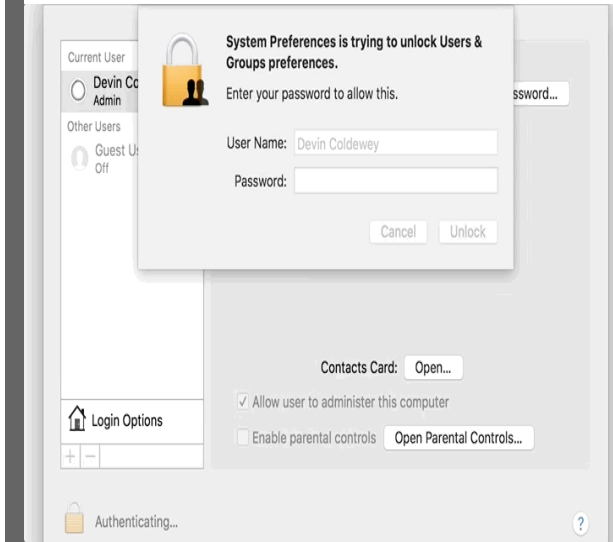 System Preferences is trying to unlock Users &
Groups preferences.
Enter your password to allow this.
User Name: Devin Coldewey
Password:
Cancel Unlock
Current User
Devin Co
Admin
Other Users
Guest Us
Off
ssword...
Contacts Card: Open...
Allow user to administer this computer
Enable parental controls Open Parental Controls...
Login Options
+ −
Authenticating...
?